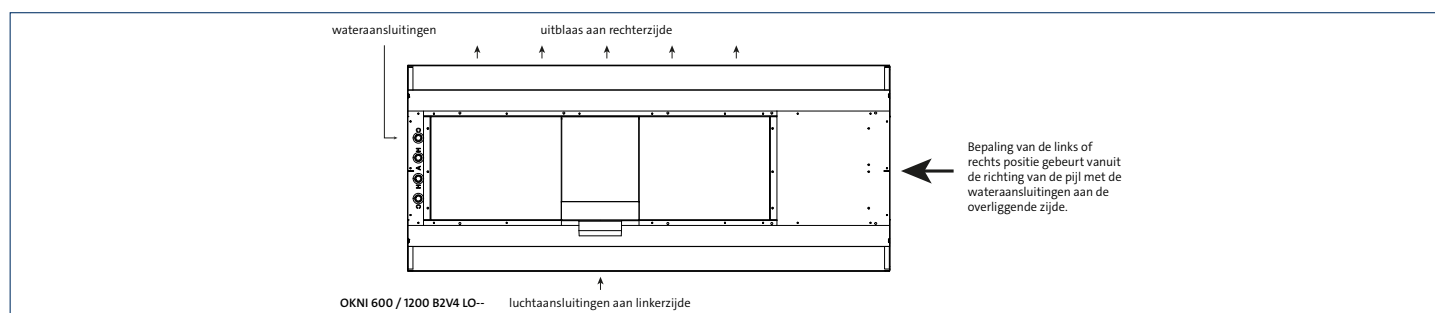 wateraansluitingen
uitblaas aan rechterzijde
Bepaling van de links of
rechts positie gebeurt vanuit
de richting van de pijl met de
wateraansluitingen aan de
overliggende zijde.
OKNI 600 / 1200 B2V4 LO--
luchtaansluitingen aan linkerzijde